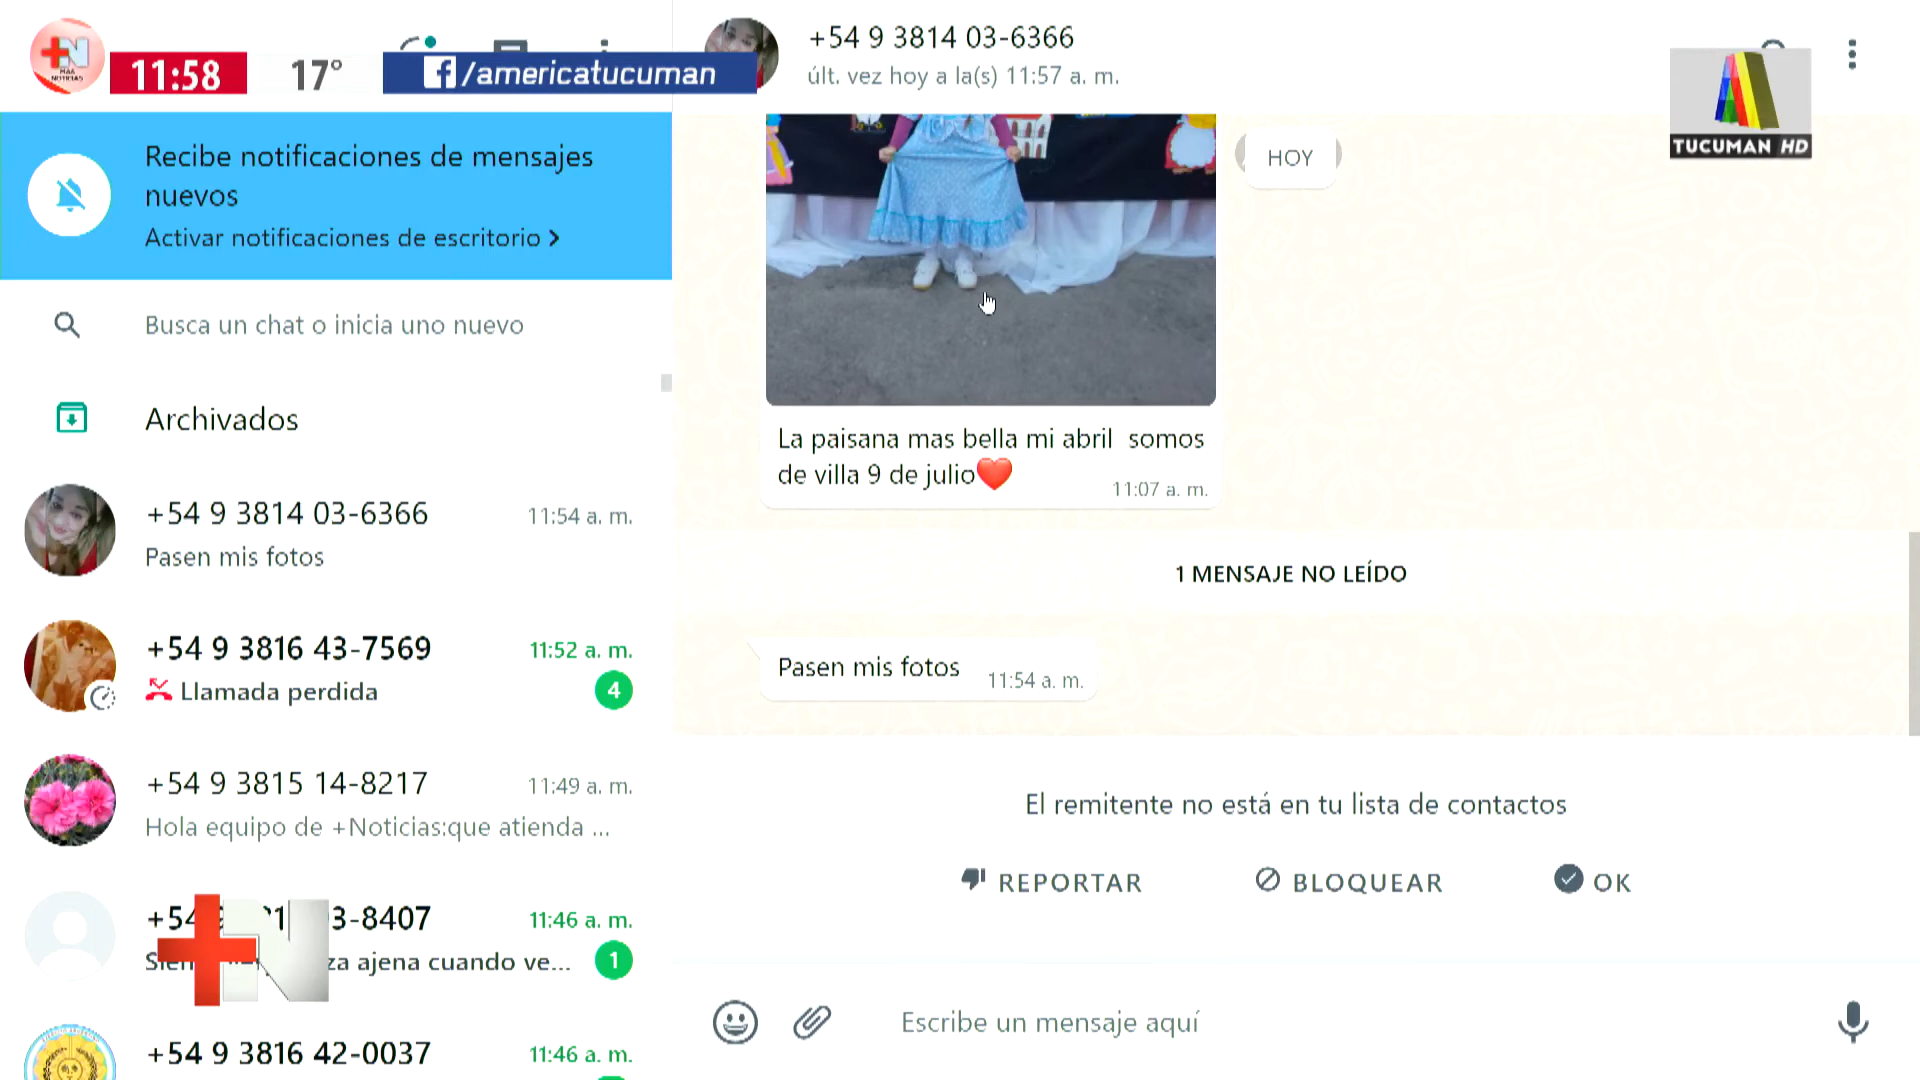 +N
MÁS
NOTICIAS
11:58
17°
f/americatucuman
Recibe notificaciones de mensajes
nuevos
Activar notificaciones de escritorio >
Busca un chat o inicia uno nuevo
Archivados
+54 9 3814 03-6366
11:54 a. m.
Pasen mis fotos
+54 9 3816 43-7569
11:52 a. m.
Llamada perdida
4
+54 9 3815 14-8217
11:49 a. m.
Hola equipo de +Noticias:que atienda ...
+54 3-8407
11:46 a. m.
ajena cuando ve...
1
+N
+54 9 3816 42-0037
11:46 a. m.
+54 9 3814 03-6366
últ. vez hoy a la(s) 11:57 a. m.
TUCUMAN HD
HOY
La paisana mas bella mi abril somos
de villa 9 de julio❤️
11:07 a. m.
1 MENSAJE NO LEÍDO
Pasen mis fotos
11:54 a. m.
El remitente no está en tu lista de contactos
REPORTAR
BLOQUEAR
OK
Escribe un mensaje aquí